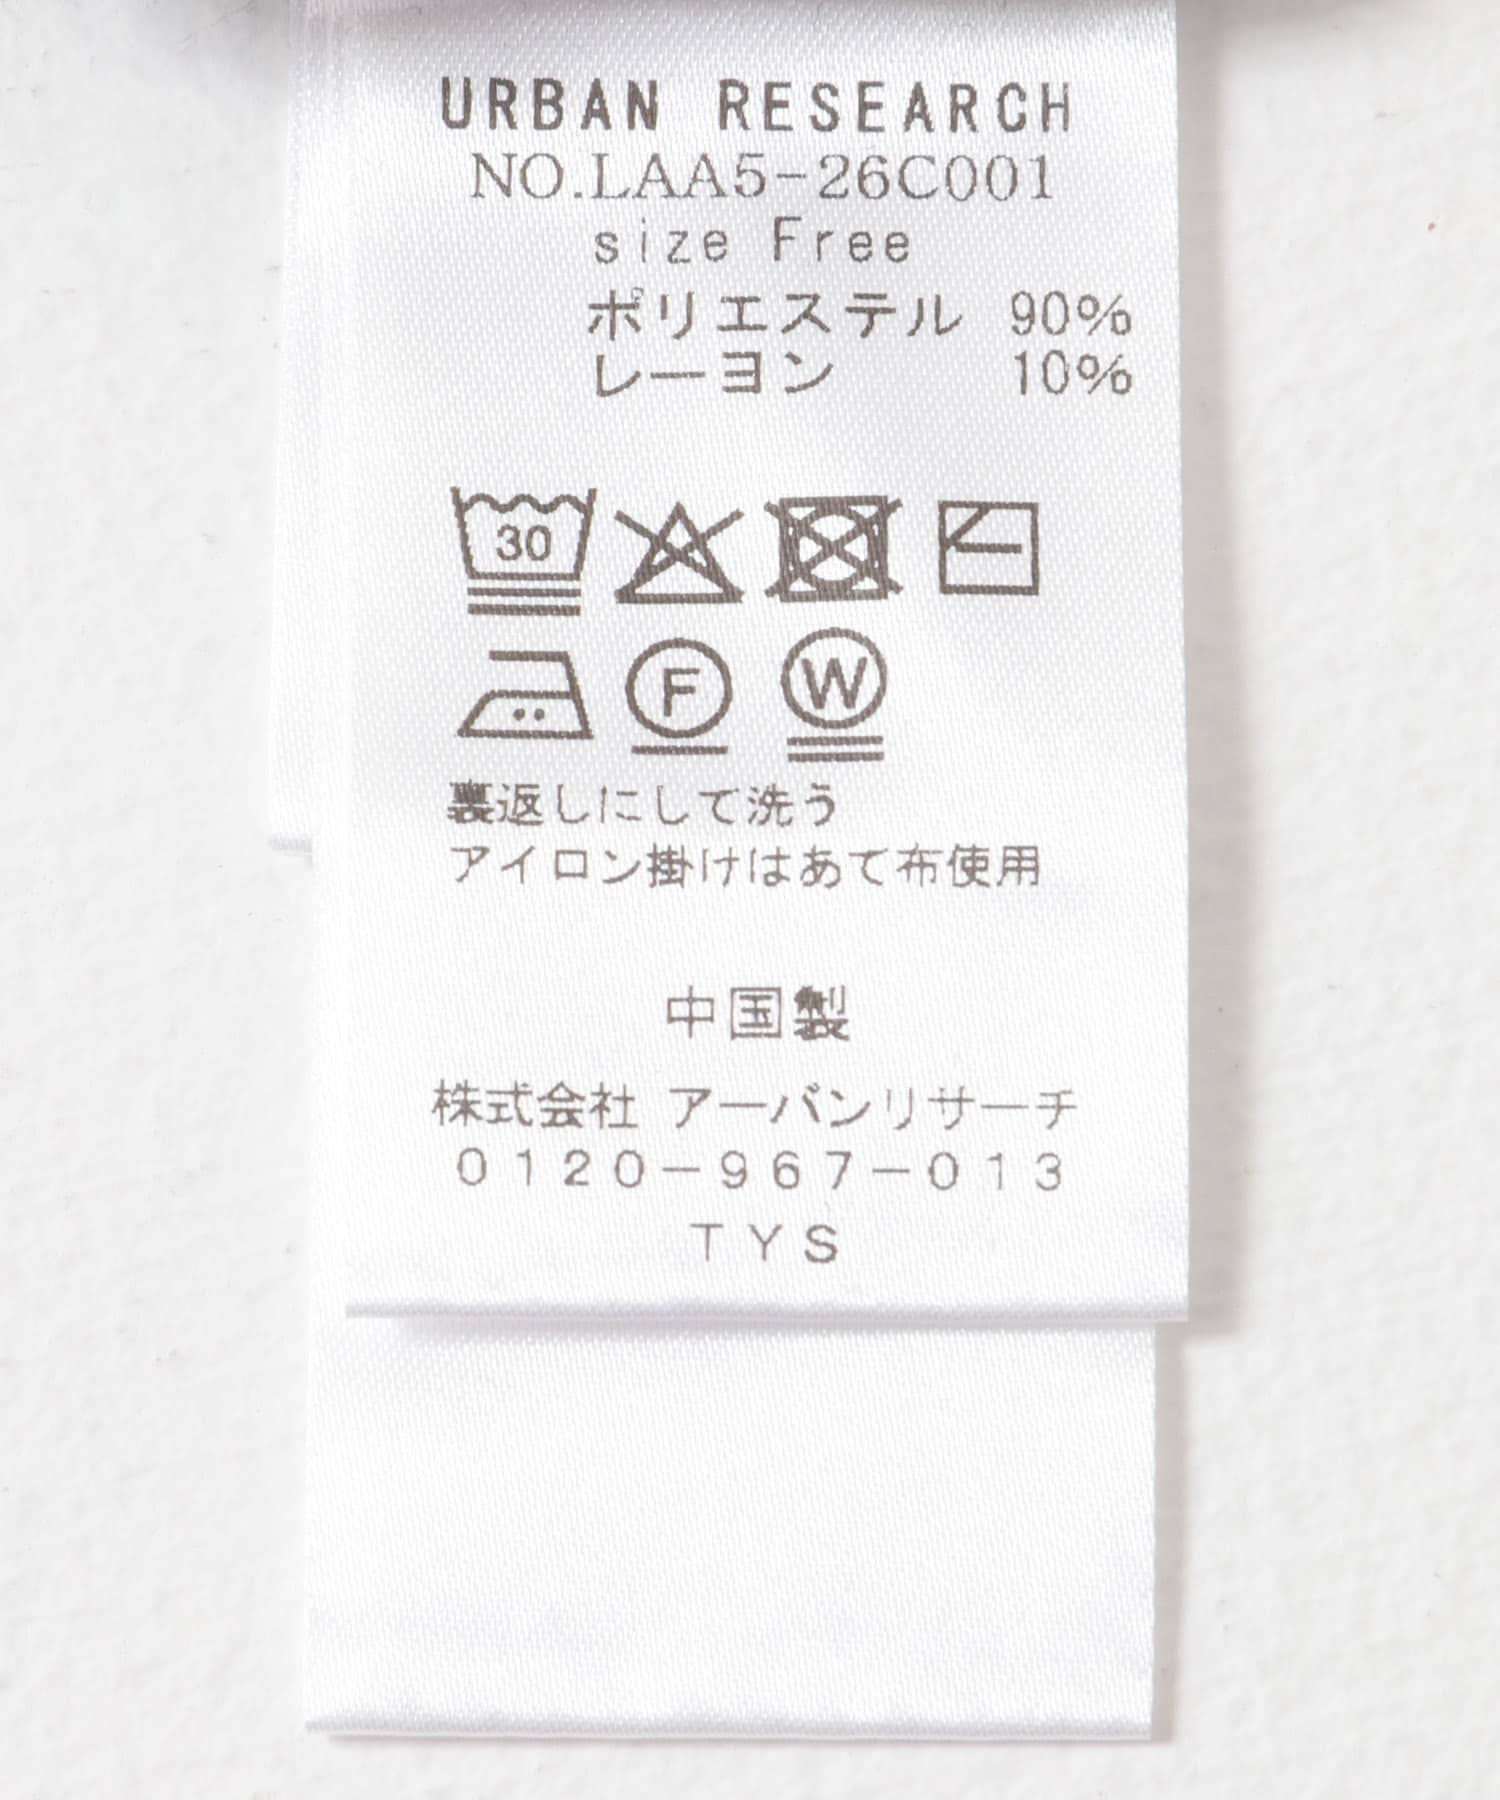 URBAN RESEARCH
NO.LAA5-26C001
size Free
ポリエステル 90%
レーヨン 10%
30
F W
裏返しにして洗う
アイロン掛けはあて布使用
中国製
株式会社 アーバンリサーチ
0120-967-013
TYS